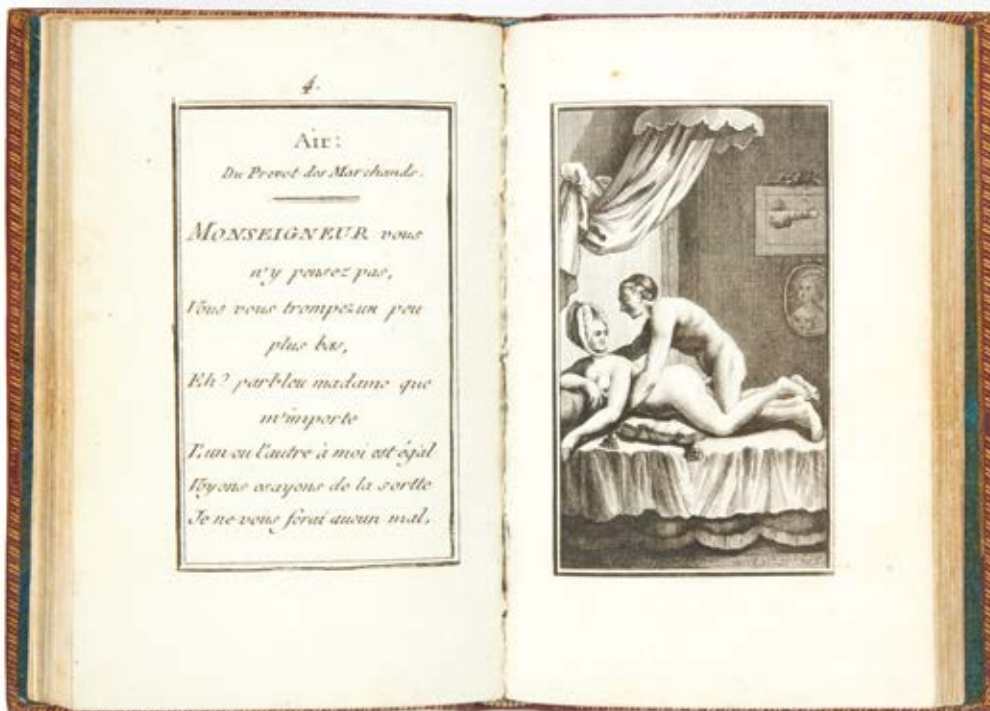 4.
Air:
Du Prevot des Marchands.
MONSEIGNEUR vous
n'y pensez pas,
Vous vous trompez un peu
plus bas,
Eh? parbleu madame que
m'importe
L'un ou l'autre à moi est égal
Voyons essayons de la sortte
Je ne vous ferai aucun mal,